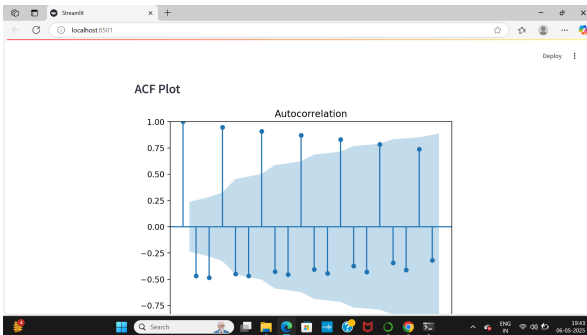 Streamlit
localhost:8501
Deploy
ACF Plot
Autocorrelation
1.00
0.75
0.50
0.25
0.00
−0.25
−0.50
−0.75
Search
ENG
IN
19:43
06-05-2025